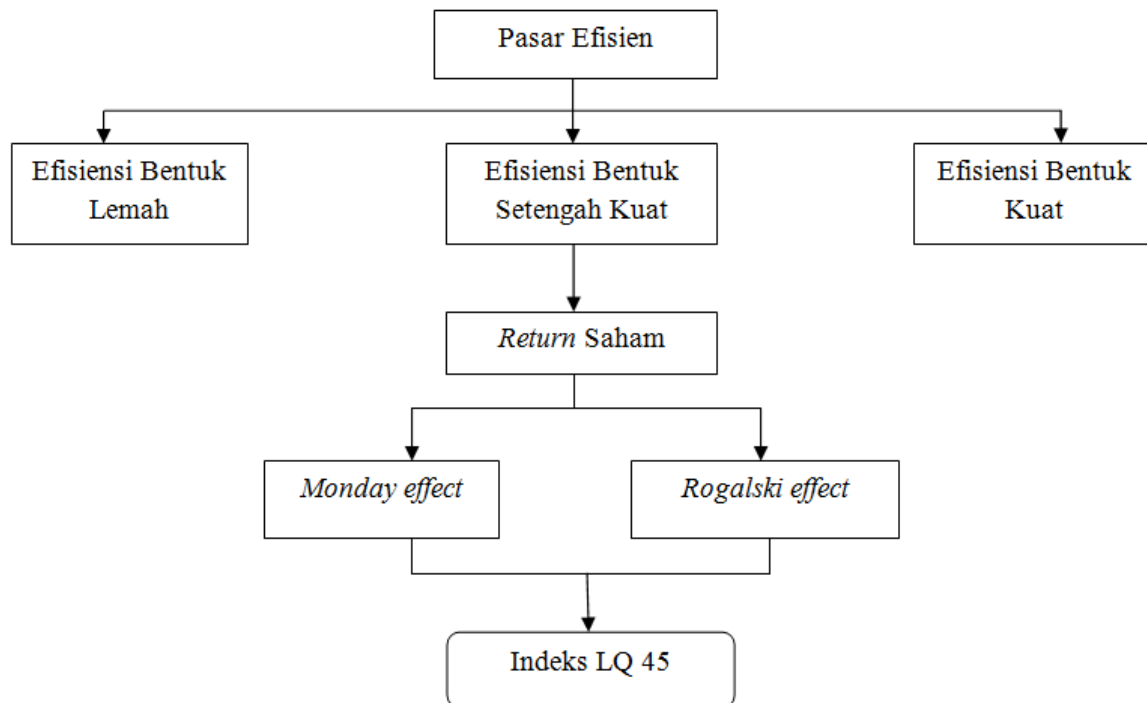 Pasar Efisien
Efisiensi Bentuk
Lemah
Efisiensi Bentuk
Setengah Kuat
Efisiensi Bentuk
Kuat
Return Saham
Monday effect
Rogalski effect
Indeks LQ 45